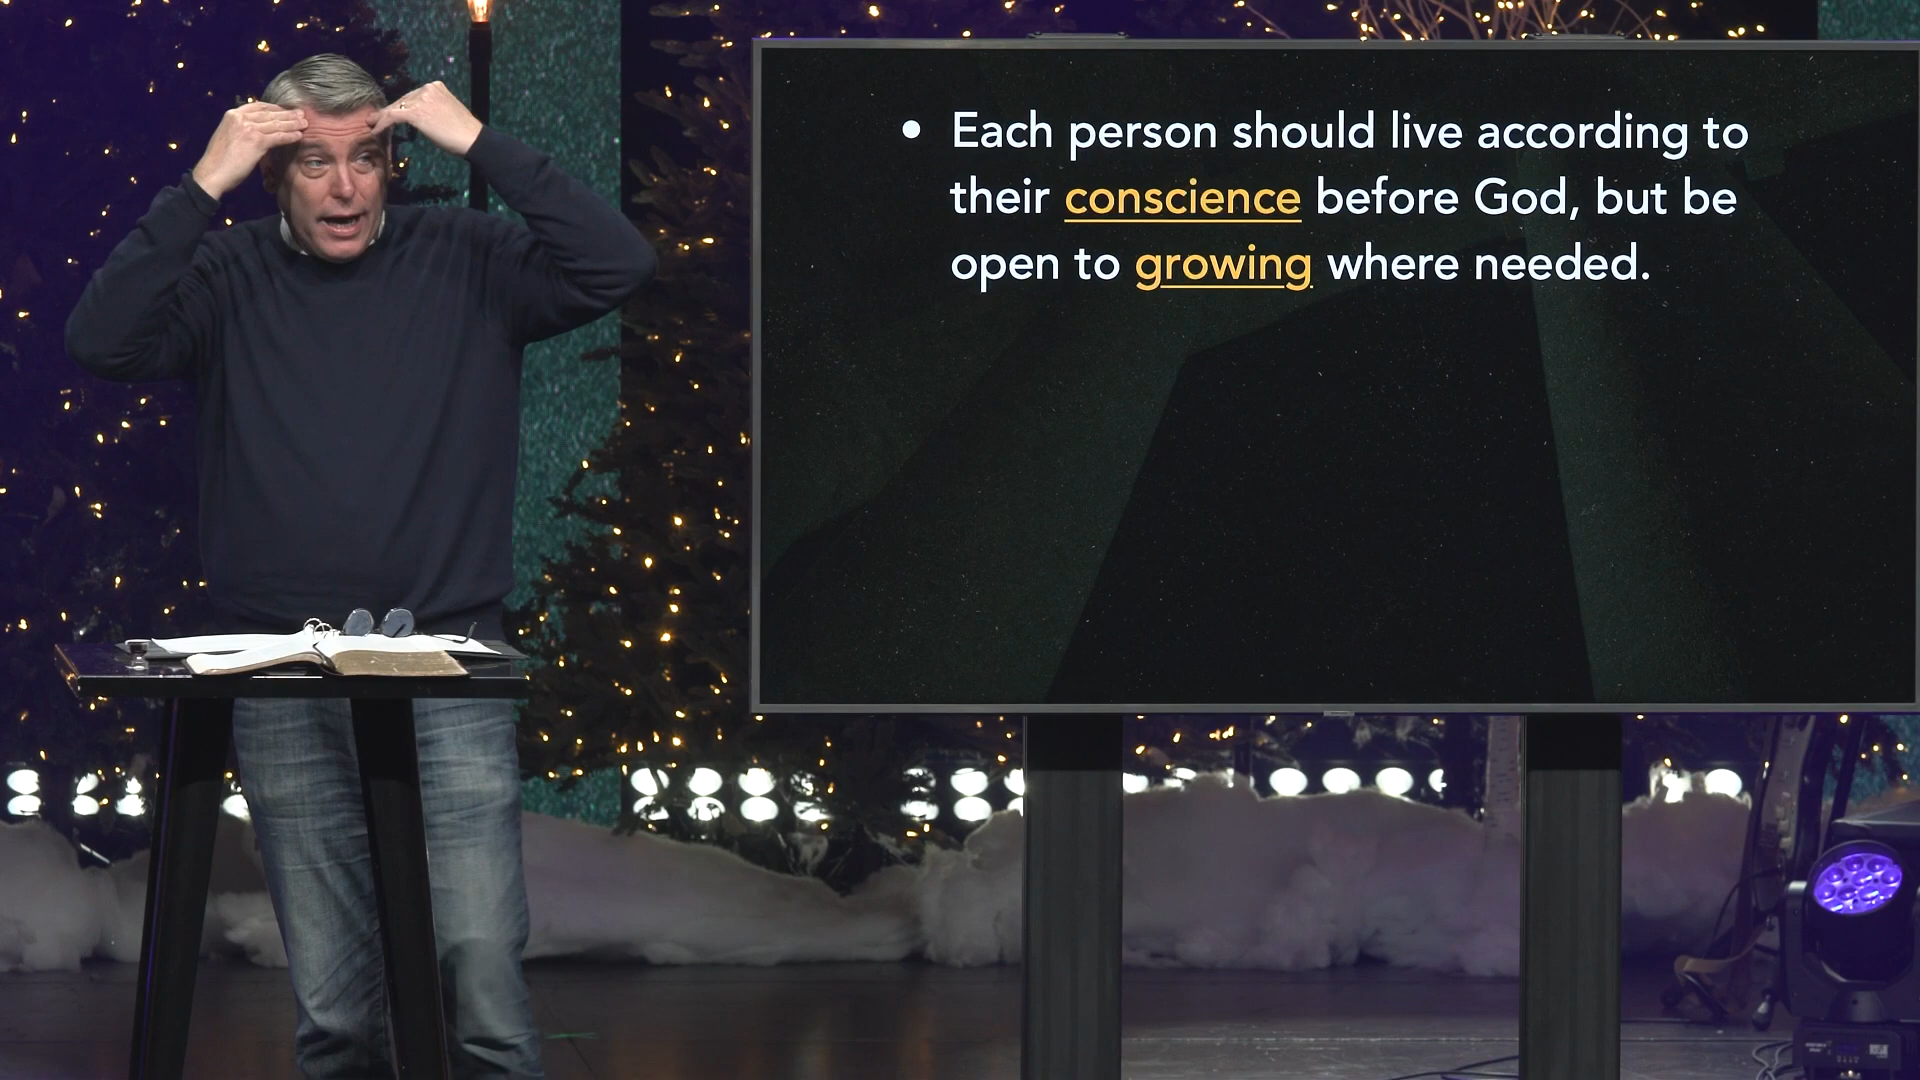 • Each person should live according to
their conscience before God, but be
open to growing where needed.